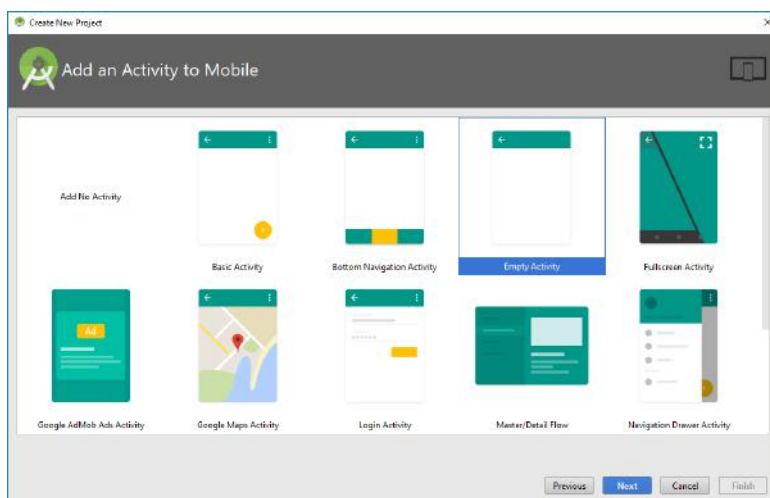 Create New Project
Add an Activity to Mobile
Add No Activity
Basic Activity
Bottom Navigation Activity
Empty Activity
Fullscreen Activity
Ad
Google AdMob Ads Activity
Google Maps Activity
Login Activity
Master/Detail Flow
Navigation Drawer Activity
Previous
Next
Cancel
Finish